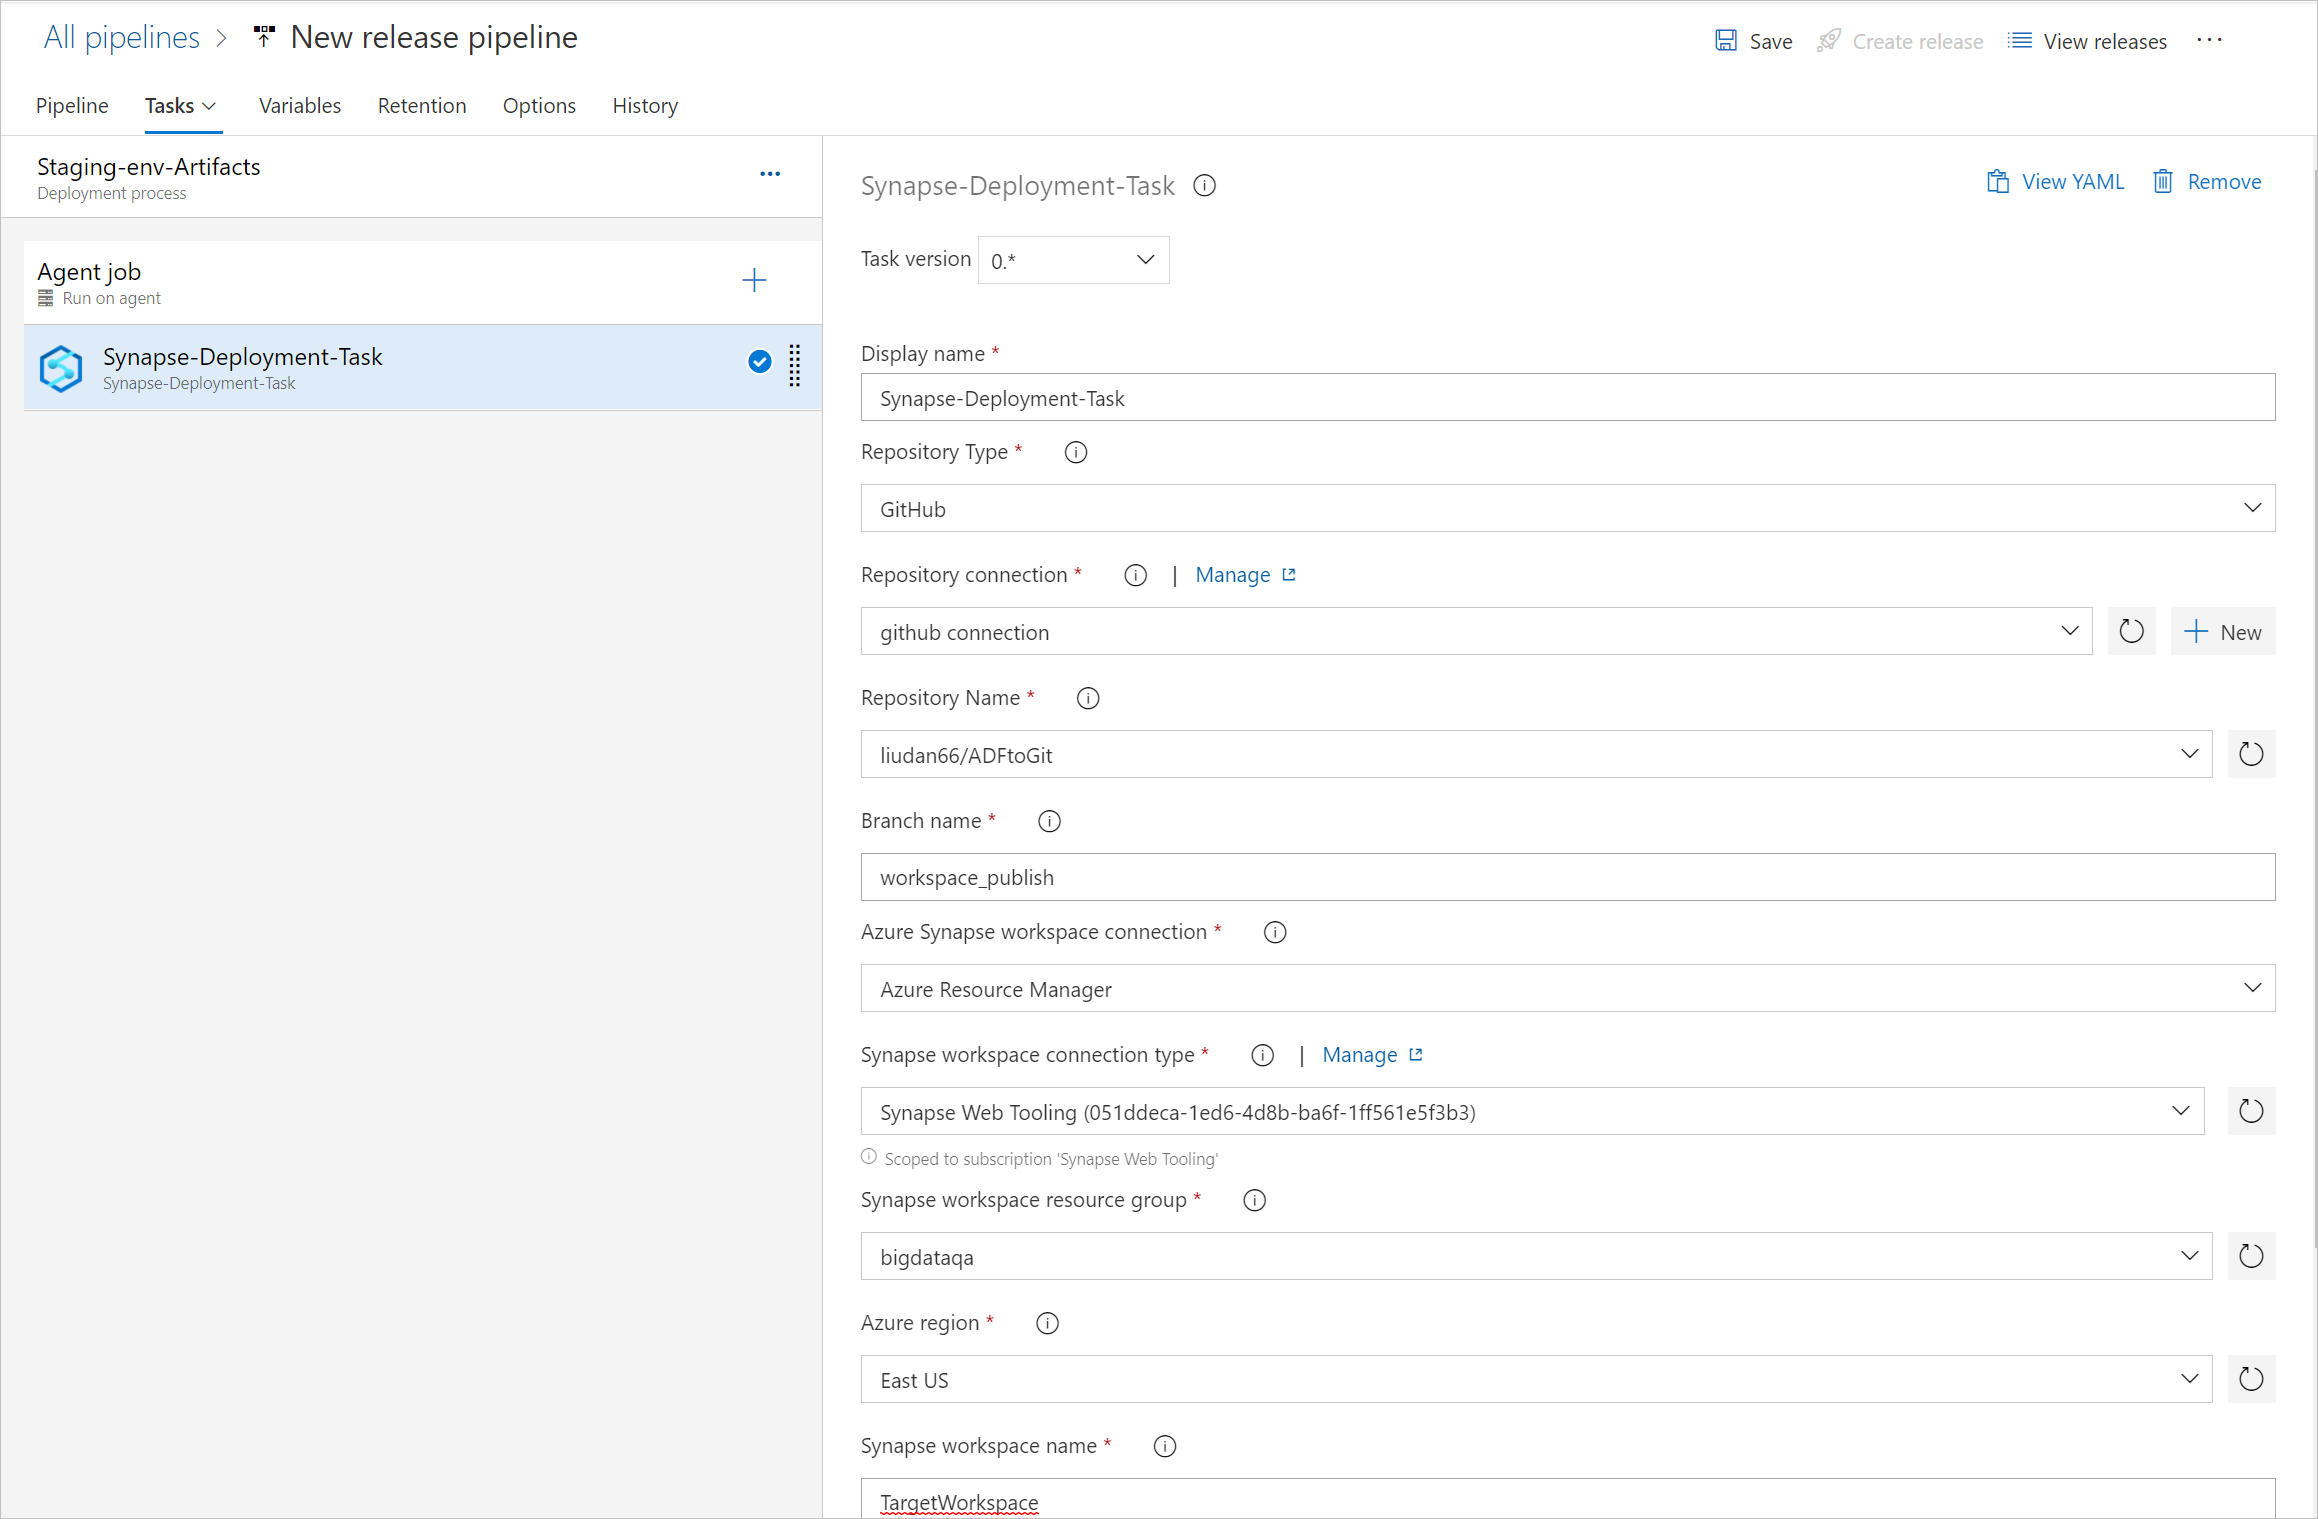 All pipelines > New release pipeline
Save Create release View releases ...
Pipeline Tasks Variables Retention Options History
Staging-env-Artifacts
Deployment process
Agent job
Run on agent
Synapse-Deployment-Task
Synapse-Deployment-Task
Synapse-Deployment-Task
View YAML Remove
Task version 0.*
Display name *
Synapse-Deployment-Task
Repository Type *
GitHub
Repository connection * | Manage
github connection
New
Repository Name *
liudan66/ADFtoGit
Branch name *
workspace_publish
Azure Synapse workspace connection *
Azure Resource Manager
Synapse workspace connection type * | Manage
Synapse Web Tooling (051ddeca-1ed6-4d8b-ba6f-1ff561e5f3b3)
Scoped to subscription 'Synapse Web Tooling'
Synapse workspace resource group *
bigdataqa
Azure region *
East US
Synapse workspace name *
TargetWorkspace